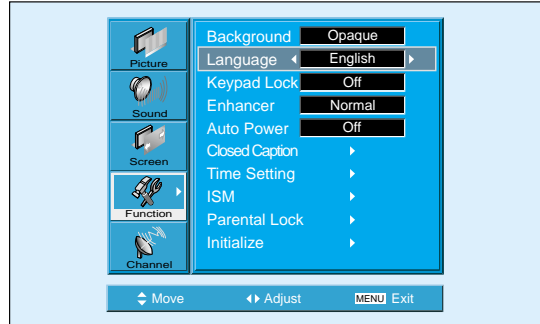 Picture
Sound
Screen
Function
Channel
Background Opaque
Language English
Keypad Lock Off
Enhancer Normal
Auto Power Off
Closed Caption
Time Setting
ISM
Parental Lock
Initialize
Move Adjust MENU Exit